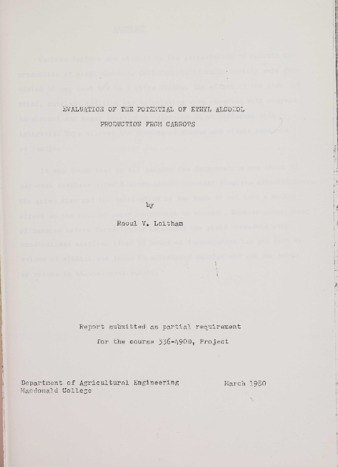 EVALUATION OF THE POTENTIAL OF ETHYL ALCOHOL
PRODUCTION FROM CARROTS
by
Raoul V. Leitham
Report submitted as partial requirement
for the course 336-490D, Project
Department of Agricultural Engineering March 1980
Macdonald College